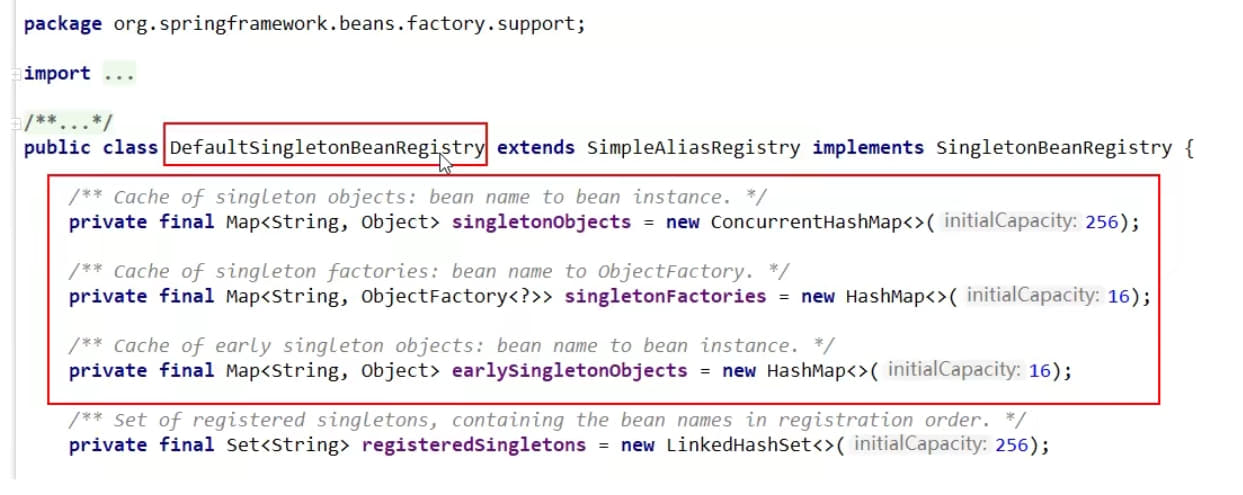 package org.springframework.beans.factory.support;
import ...
/**...*/
public class DefaultSingletonBeanRegistry extends SimpleAliasRegistry implements SingletonBeanRegistry {
/** Cache of singleton objects: bean name to bean instance. */
private final Map<String, Object> singletonObjects = new ConcurrentHashMap<>( initialCapacity: 256);
/** Cache of singleton factories: bean name to ObjectFactory. */
private final Map<String, ObjectFactory<?>> singletonFactories = new HashMap<>( initialCapacity: 16);
/** Cache of early singleton objects: bean name to bean instance. */
private final Map<String, Object> earlySingletonObjects = new HashMap<>( initialCapacity: 16);
/** Set of registered singletons, containing the bean names in registration order. */
private final Set<String> registeredSingletons = new LinkedHashSet<>( initialCapacity: 256);